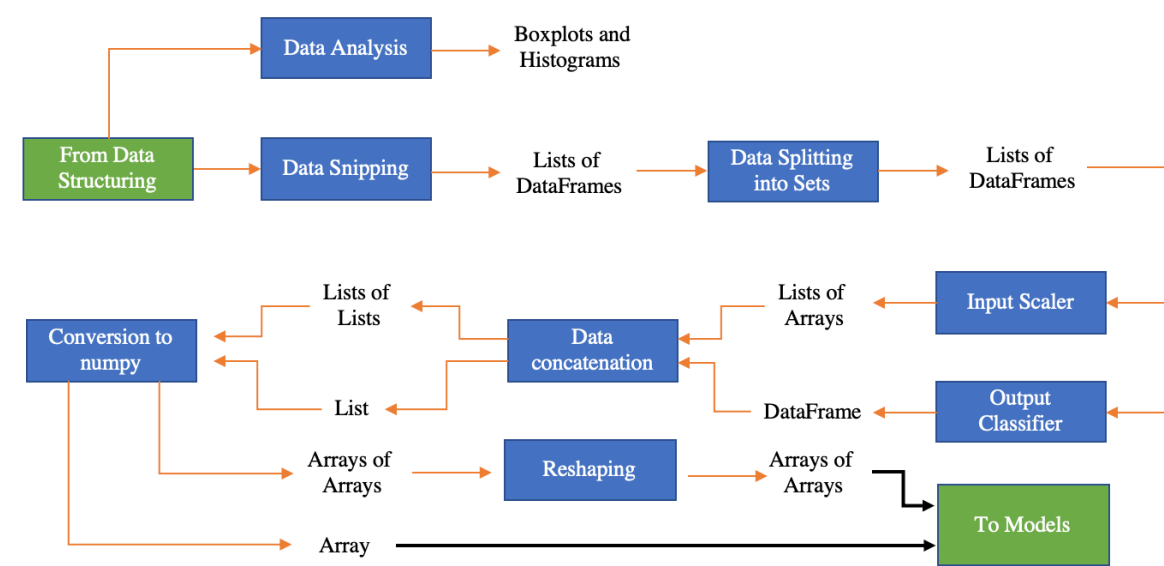 Data Analysis
Boxplots and
Histograms
From Data
Structuring
Data Snipping
Lists of
DataFrames
Data Splitting
into Sets
Lists of
DataFrames
Input Scaler
Lists of
Arrays
Output
Classifier
DataFrame
Data
concatenation
Lists of
Lists
List
Conversion to
numpy
Arrays of
Arrays
Reshaping
Arrays of
Arrays
Array
To Models